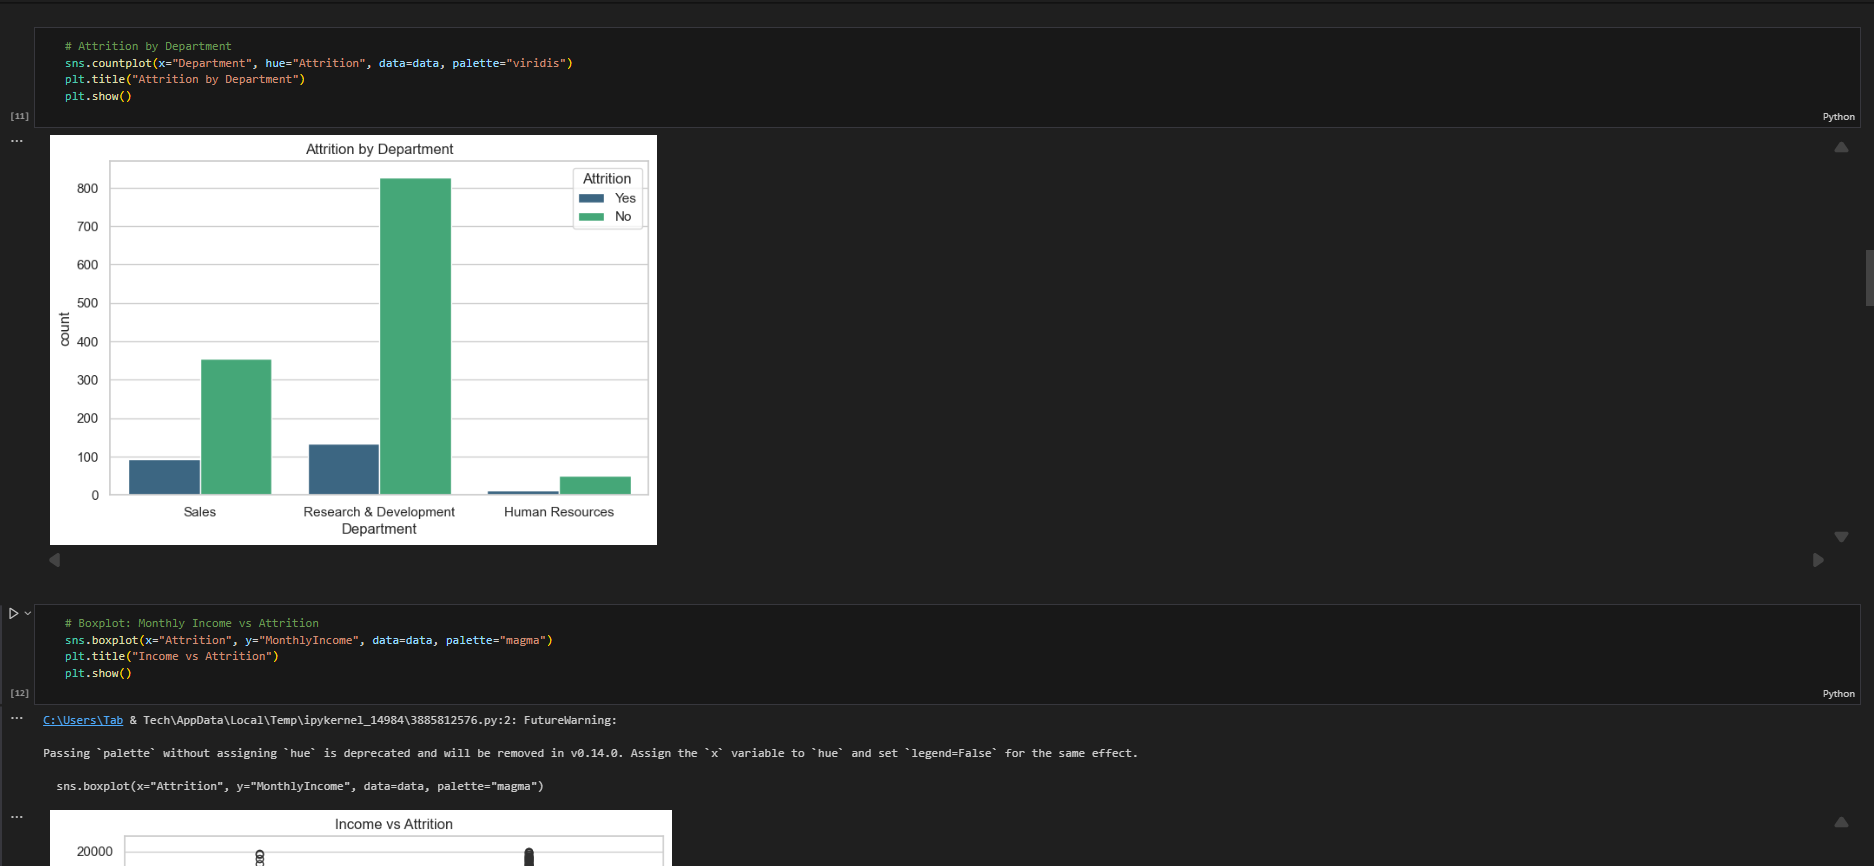 # Attrition by Department
sns.countplot(x="Department", hue="Attrition", data=data, palette="viridis")
plt.title("Attrition by Department")
plt.show()
[11]
Python
...
Attrition by Department
Attrition
Yes
No
800
700
600
500
400
300
200
100
0
count
Sales
Research & Development
Human Resources
Department
# Boxplot: Monthly Income vs Attrition
sns.boxplot(x="Attrition", y="MonthlyIncome", data=data, palette="magma")
plt.title("Income vs Attrition")
plt.show()
[12]
Python
...
C:\Users\Tab & Tech\AppData\Local\Temp\ipykernel_14984\3885812576.py:2: FutureWarning:
Passing `palette` without assigning `hue` is deprecated and will be removed in v0.14.0. Assign the `x` variable to `hue` and set `legend=False` for the same effect.
sns.boxplot(x="Attrition", y="MonthlyIncome", data=data, palette="magma")
...
Income vs Attrition
20000